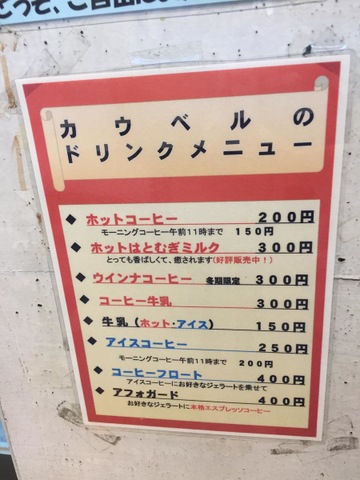 どうぞ、ご自由に
カウベルの
ドリンクメニュー
◆ ホットコーヒー 200円
モーニングコーヒー午前11時まで 150円
◆ ホットはとむぎミルク 300円
とっても香ばしくて、癒されます(好評販売中!)
◆ ウインナコーヒー 冬期限定 300円
◆ コーヒー牛乳 300円
◆ 牛乳(ホット・アイス) 150円
◆ アイスコーヒー 250円
モーニングコーヒー午前11時まで 200円
◆ コーヒーフロート 400円
アイスコーヒーにお好きなジェラートを乗せて
◆ アフォガード 400円
お好きなジェラートに本格エスプレッソコーヒー